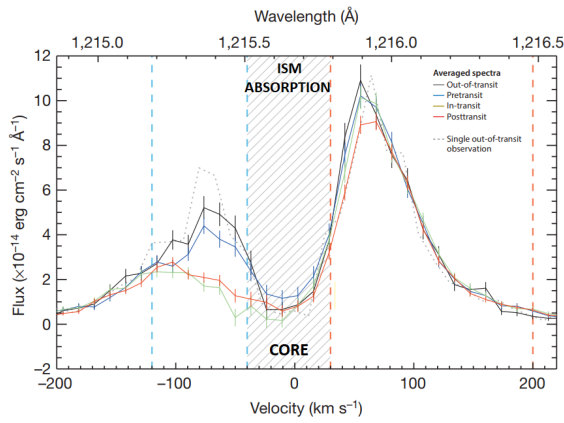 Wavelength (Å)
1,215.0 1,215.5 1,216.0 1,216.5
12
10
8
6
4
2
0
−2
Flux (×10−14 erg cm−2 s−1 Å−1)
ISM
ABSORPTION
Averaged spectra
Out-of-transit
Pretransit
In-transit
Posttransit
Single out-of-transit
observation
CORE
−200 −100 0 100 200
Velocity (km s−1)